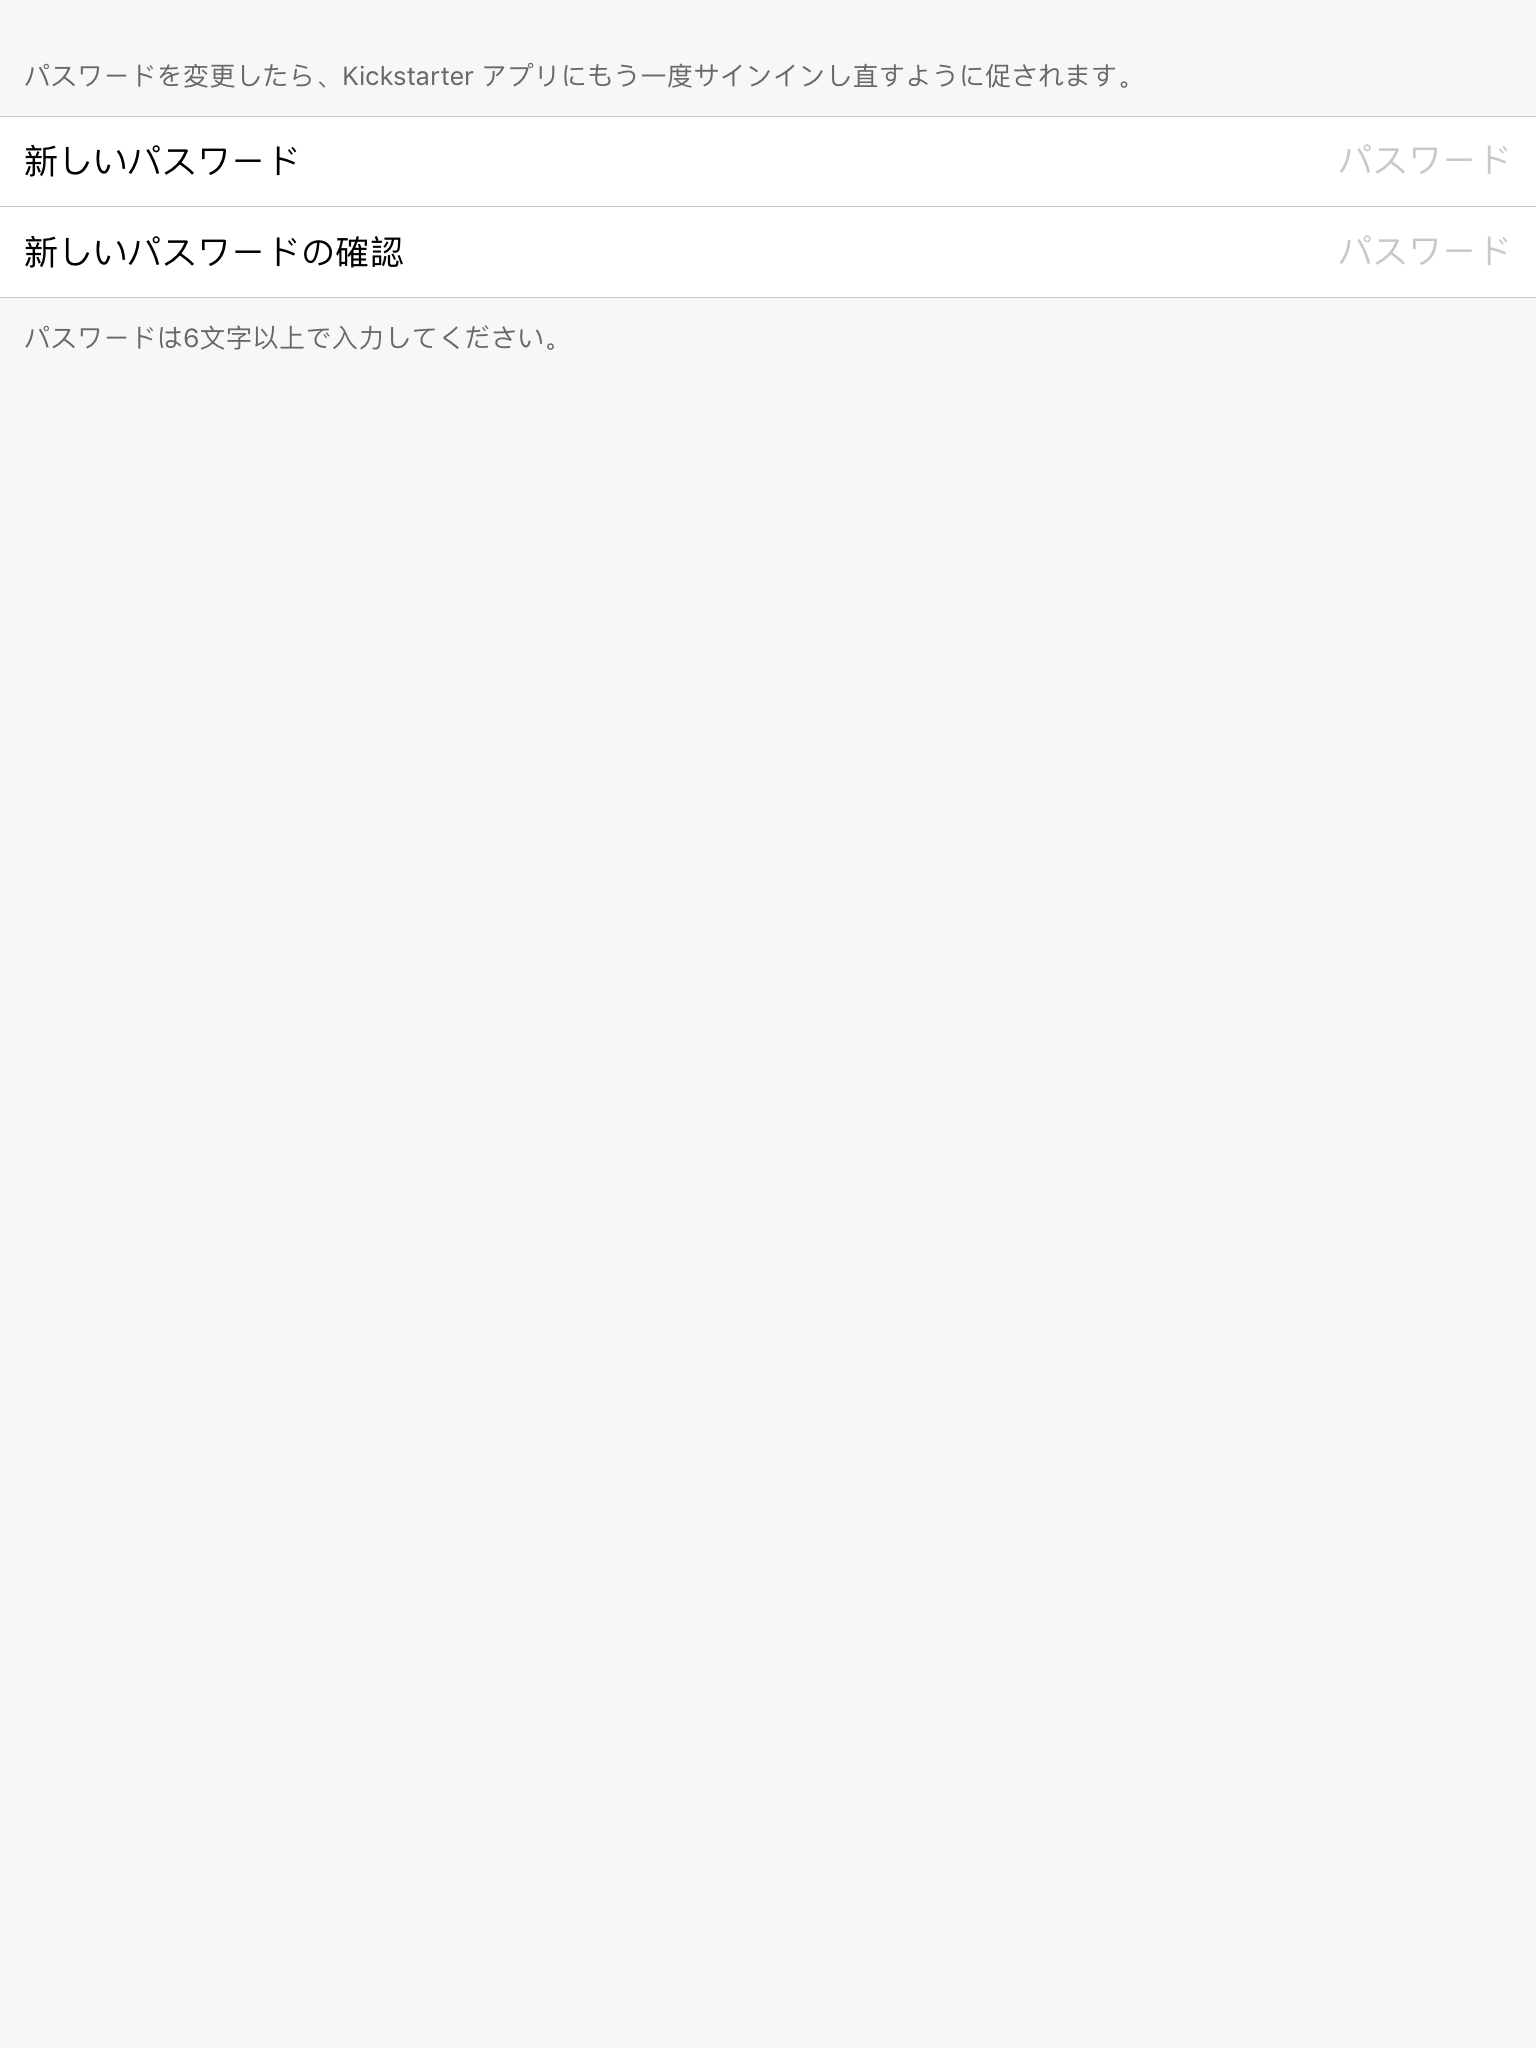 パスワードを変更したら、Kickstarter アプリにもう一度サインインし直すように促されます。
新しいパスワード パスワード
新しいパスワードの確認 パスワード
パスワードは6文字以上で入力してください。